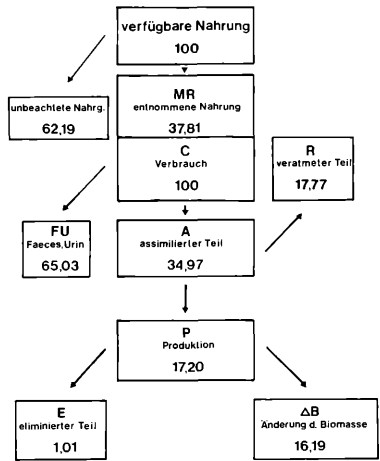 verfügbare Nahrung
100
unbeachtete Nahrg.
62,19
MR
entnommene Nahrung
37,81
C
Verbrauch
100
R
veratmeter Teil
17,77
FU
Faeces,Urin
65,03
A
assimilierter Teil
34,97
P
Produktion
17,20
E
eliminierter Teil
1,01
ΔB
Änderung d. Biomasse
16,19